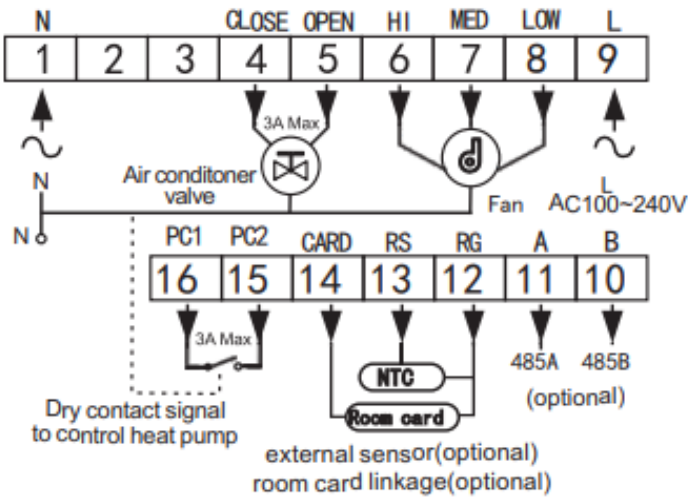 N CLOSE OPEN HI MED LOW L
1 2 3 4 5 6 7 8 9
3A Max
N
Air conditoner
valve
Fan
L
AC100~240V
N
PC1 PC2 CARD RS RG A B
16 15 14 13 12 11 10
3A Max
NTC
485A 485B
(optional)
Room card
Dry contact signal
to control heat pump
external sensor(optional)
room card linkage(optional)